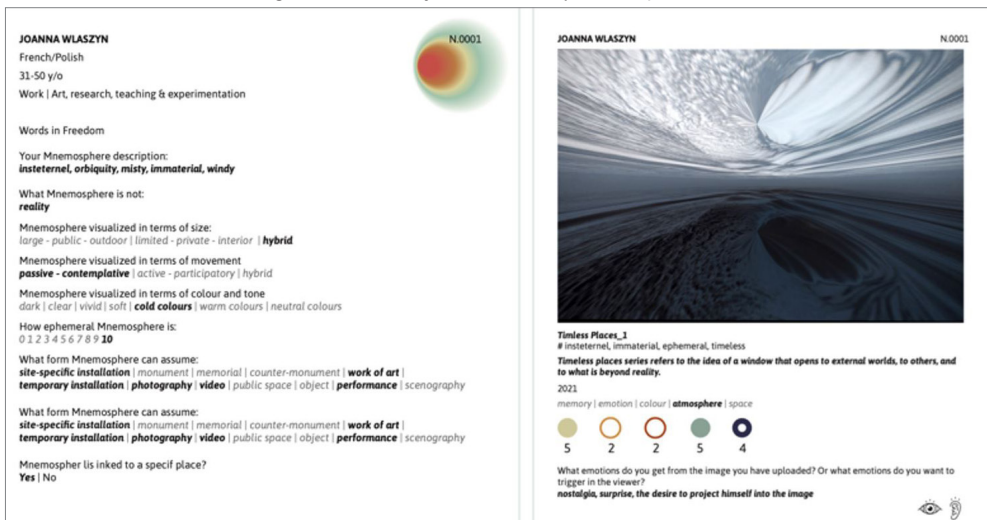 JOANNA WLASZYN
N.0001
French/Polish
31-50 y/o
Work | Art, research, teaching & experimentation
Words in Freedom
Your Mnemosphere description:
insteternel, orbiquity, misty, immaterial, windy
What Mnemosphere is not:
reality
Mnemosphere visualized in terms of size:
large - public - outdoor | limited - private - interior | hybrid
Mnemosphere visualized in terms of movement
passive - contemplative | active - participatory | hybrid
Mnemosphere visualized in terms of colour and tone
dark | clear | vivid | soft | cold colours | warm colours | neutral colours
How ephemeral Mnemosphere is:
0 1 2 3 4 5 6 7 8 9 10
What form Mnemosphere can assume:
site-specific installation | monument | memorial | counter-monument | work of art |
temporary installation | photography | video | public space | object | performance | scenography
What form Mnemosphere can assume:
site-specific installation | monument | memorial | counter-monument | work of art |
temporary installation | photography | video | public space | object | performance | scenography
Mnemospher lis inked to a specif place?
Yes | No
JOANNA WLASZYN
N.0001
Timless Places_1
# insteternel, immaterial, ephemeral, timeless
Timeless places series refers to the idea of a window that opens to external worlds, to others, and
to what is beyond reality.
2021
memory | emotion | colour | atmosphere | space
5 2 2 5 4
What emotions do you get from the image you have uploaded? Or what emotions do you want to
trigger in the viewer?
nostalgia, surprise, the desire to project himself into the image